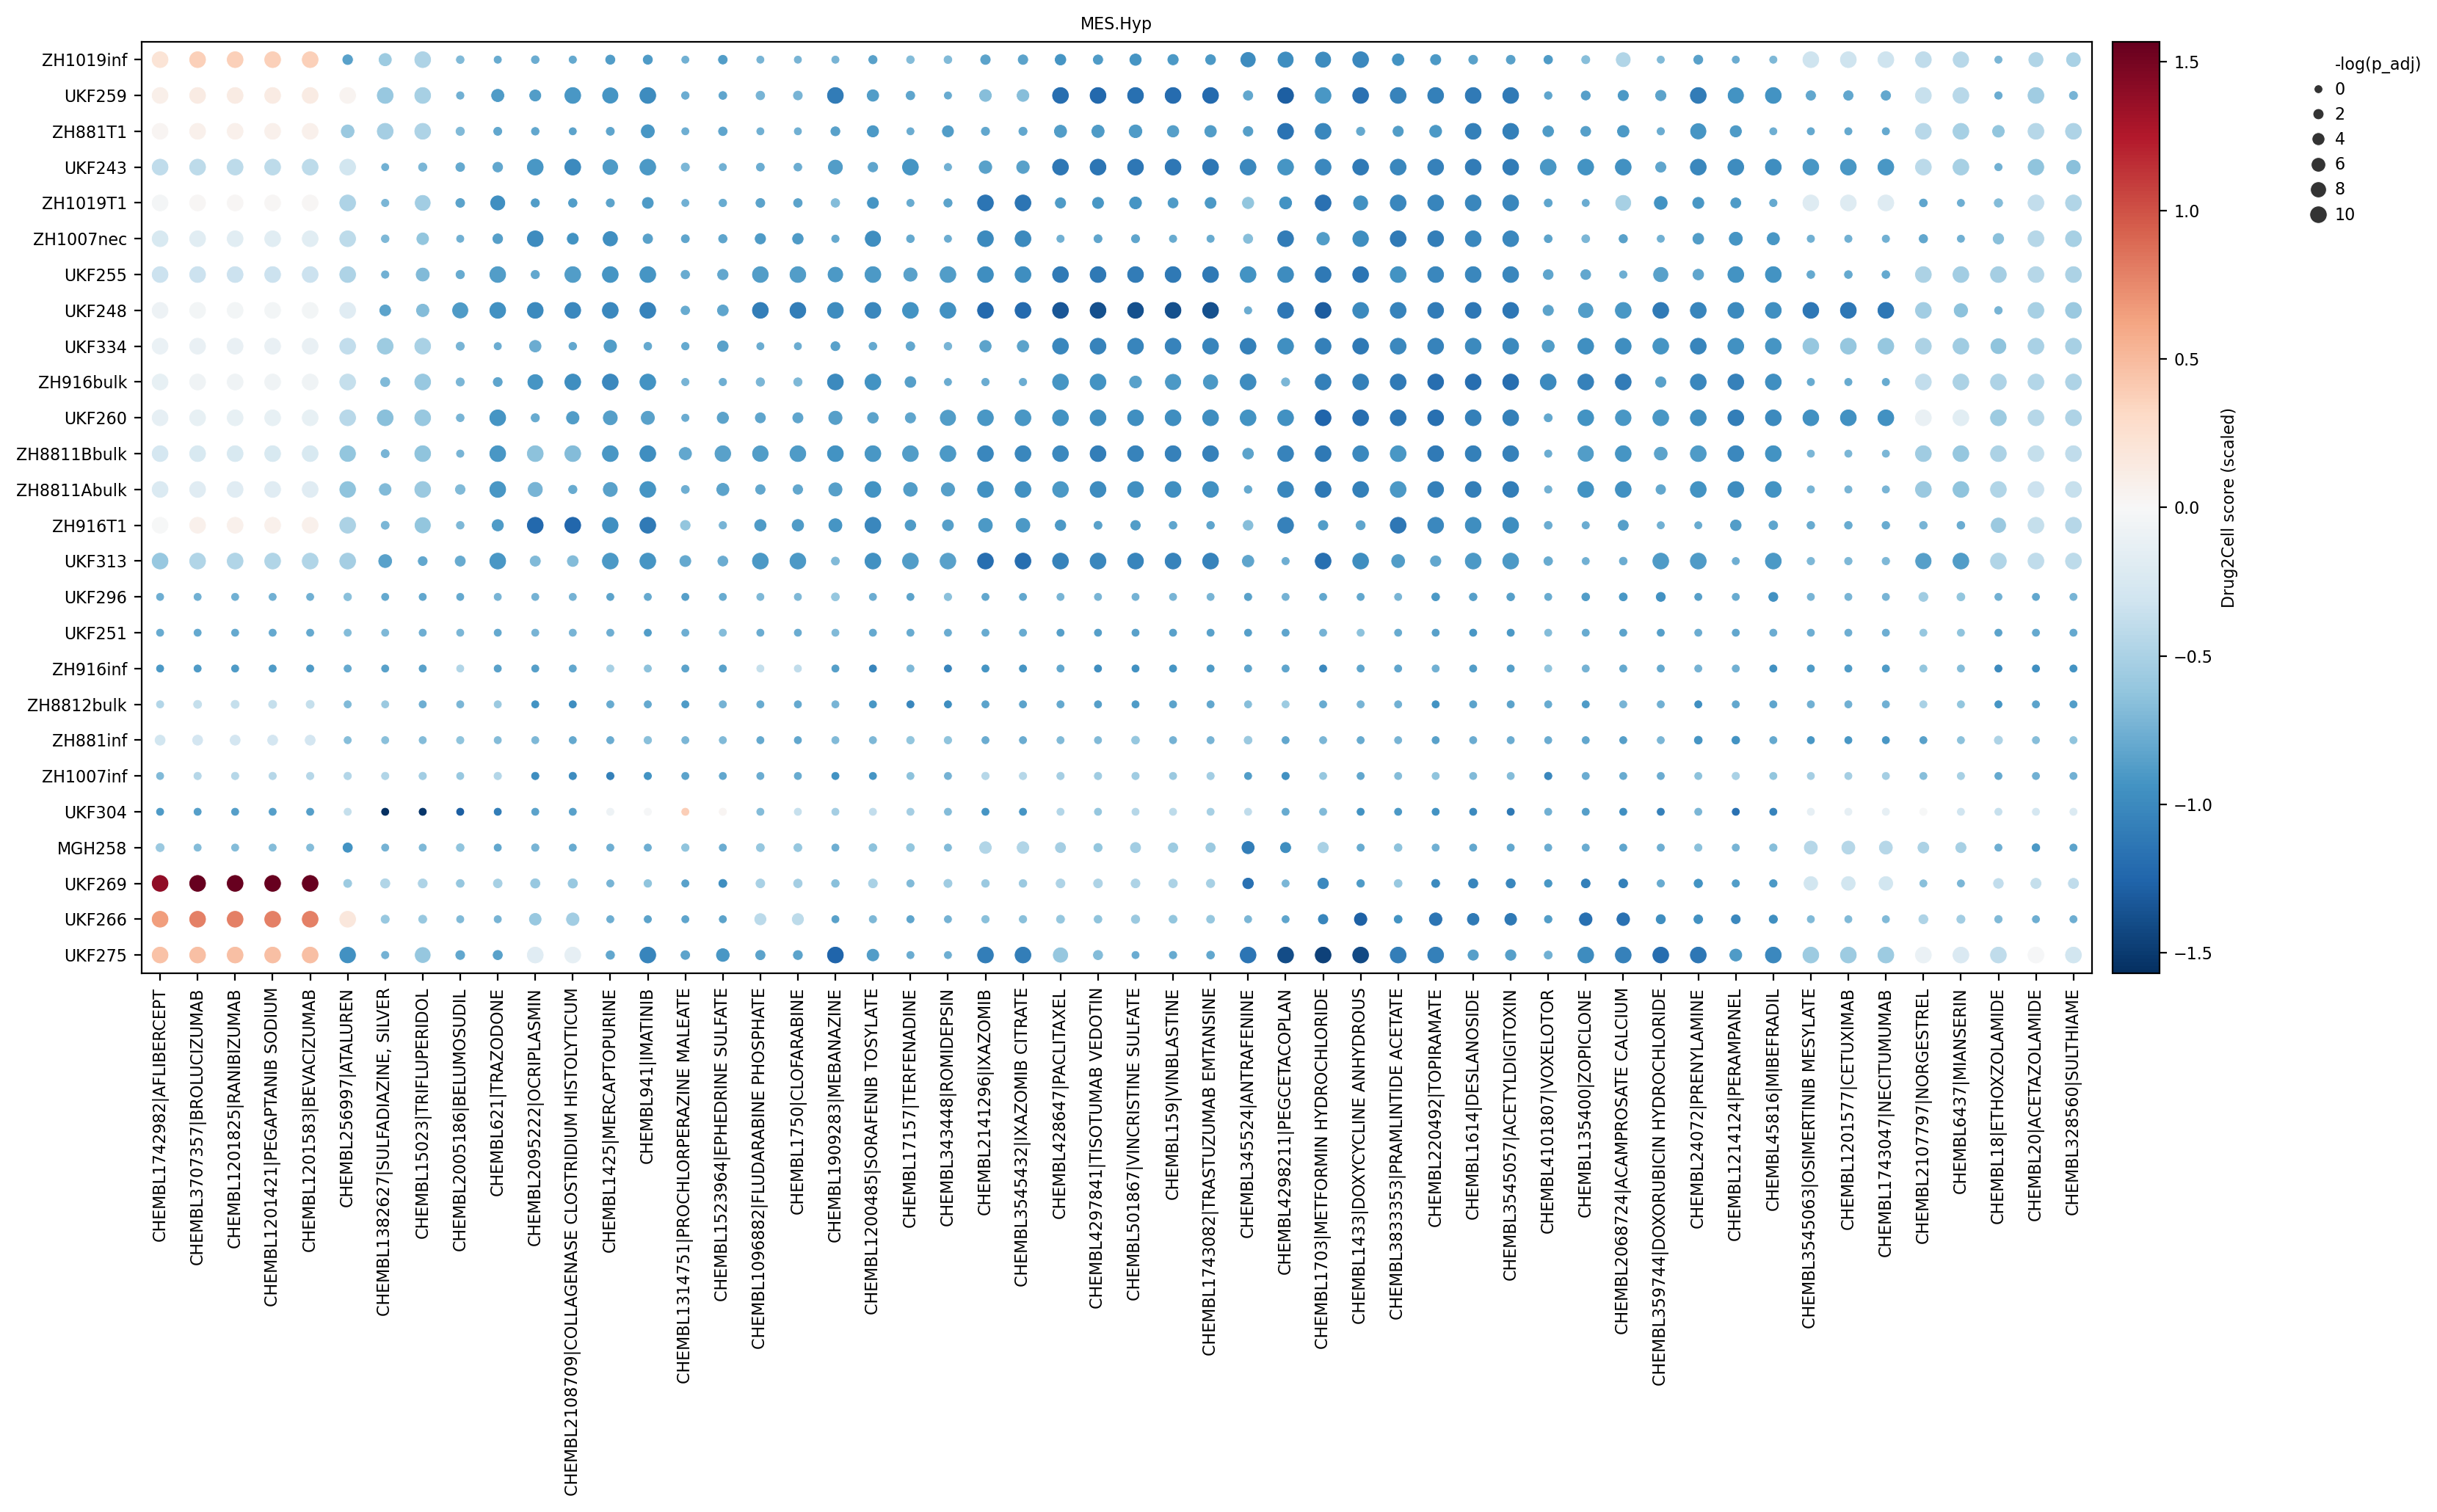 MES.Hyp
ZH1019inf
UKF259
ZH881T1
UKF243
ZH1019T1
ZH1007nec
UKF255
UKF248
UKF334
ZH916bulk
UKF260
ZH8811Bbulk
ZH8811Abulk
ZH916T1
UKF313
UKF296
UKF251
ZH916inf
ZH8812bulk
ZH881inf
ZH1007inf
UKF304
MGH258
UKF269
UKF266
UKF275
CHEMBL1742982|AFLIBERCEPT
CHEMBL3707357|BROLUCIZUMAB
CHEMBL1201825|RANIBIZUMAB
CHEMBL1201421|PEGAPTANIB SODIUM
CHEMBL1201583|BEVACIZUMAB
CHEMBL256997|ATALUREN
CHEMBL1382627|SULFADIAZINE, SILVER
CHEMBL15023|TRIFLUPERIDOL
CHEMBL2005186|BELUMOSUDIL
CHEMBL621|TRAZODONE
CHEMBL2095222|OCRIPLASMIN
CHEMBL2108709|COLLAGENASE CLOSTRIDIUM HISTOLYTICUM
CHEMBL1425|MERCAPTOPURINE
CHEMBL941|IMATINIB
CHEMBL1314751|PROCHLORPERAZINE MALEATE
CHEMBL1523964|EPHEDRINE SULFATE
CHEMBL1096882|FLUDARABINE PHOSPHATE
CHEMBL1750|CLOFARABINE
CHEMBL1909283|MEBANAZINE
CHEMBL1200485|SORAFENIB TOSYLATE
CHEMBL17157|TERFENADINE
CHEMBL343448|ROMIDEPSIN
CHEMBL2141296|IXAZOMIB
CHEMBL3545432|IXAZOMIB CITRATE
CHEMBL428647|PACLITAXEL
CHEMBL4297841|TISOTUMAB VEDOTIN
CHEMBL501867|VINCRISTINE SULFATE
CHEMBL159|VINBLASTINE
CHEMBL1743082|TRASTUZUMAB EMTANSINE
CHEMBL345524|ANTRAFENINE
CHEMBL4298211|PEGCETACOPLAN
CHEMBL1703|METFORMIN HYDROCHLORIDE
CHEMBL1433|DOXYCYCLINE ANHYDROUS
CHEMBL3833353|PRAMLINTIDE ACETATE
CHEMBL220492|TOPIRAMATE
CHEMBL1614|DESLANOSIDE
CHEMBL3545057|ACETYLDIGITOXIN
CHEMBL4101807|VOXELOTOR
CHEMBL135400|ZOPICLONE
CHEMBL2068724|ACAMPROSATE CALCIUM
CHEMBL359744|DOXORUBICIN HYDROCHLORIDE
CHEMBL24072|PRENYLAMINE
CHEMBL1214124|PERAMPANEL
CHEMBL45816|MIBEFRADIL
CHEMBL3545063|OSIMERTINIB MESYLATE
CHEMBL1201577|CETUXIMAB
CHEMBL1743047|NECITUMUMAB
CHEMBL2107797|NORGESTREL
CHEMBL6437|MIANSERIN
CHEMBL18|ETHOXZOLAMIDE
CHEMBL20|ACETAZOLAMIDE
CHEMBL328560|SULTHIAME
1.5
1.0
0.5
0.0
−0.5
−1.0
−1.5
Drug2Cell score (scaled)
-log(p_adj)
0
2
4
6
8
10